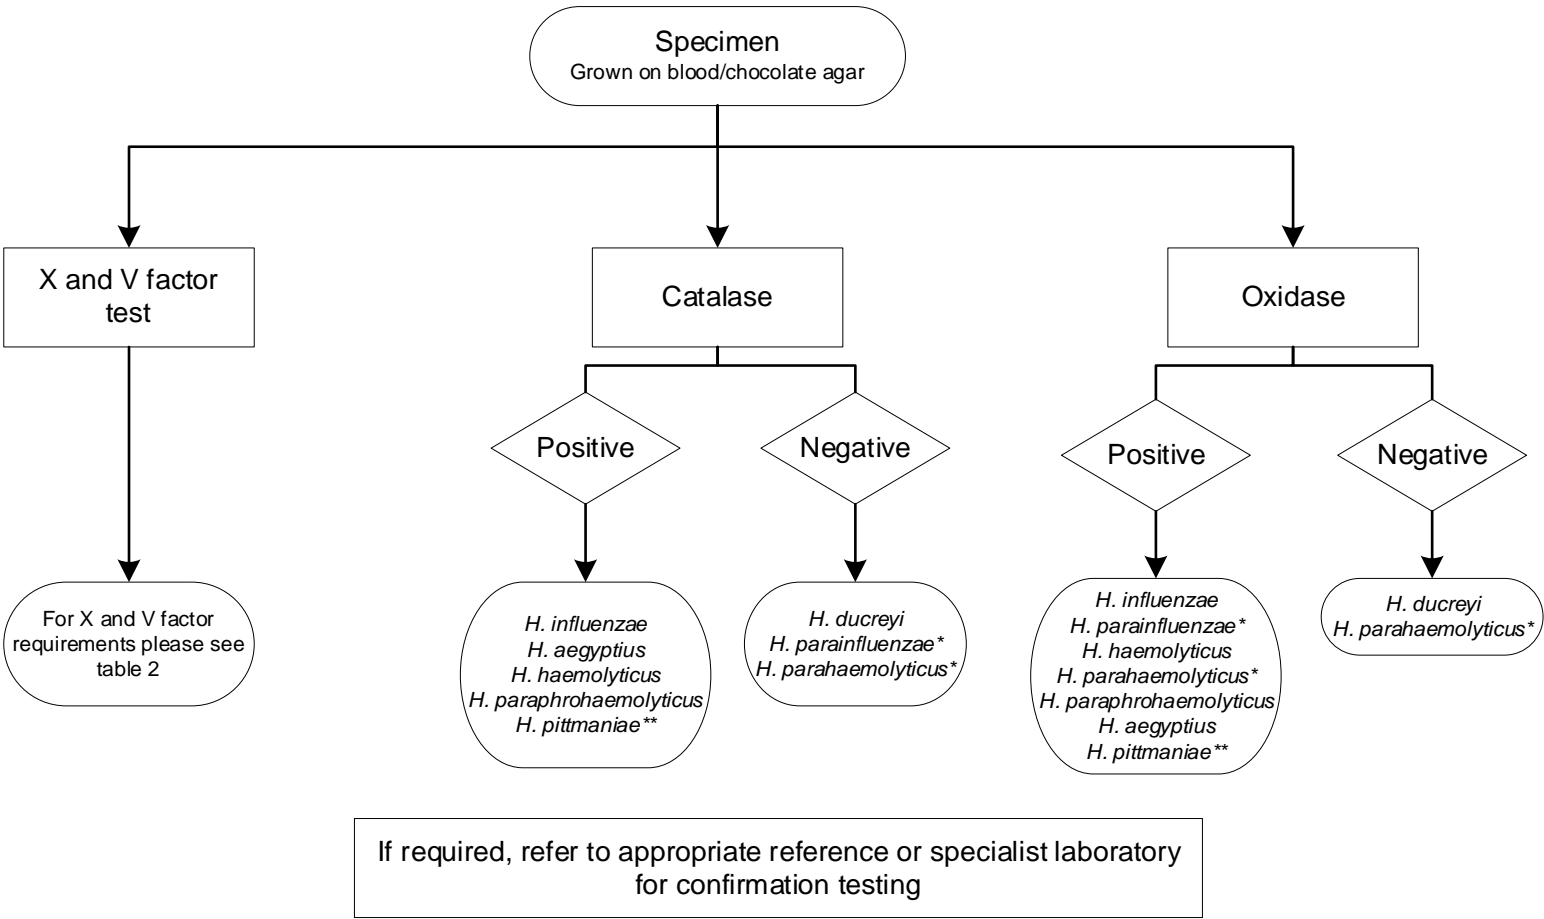 Specimen
Grown on blood/chocolate agar
X and V factor
test
Catalase
Oxidase
Positive
Negative
Positive
Negative
For X and V factor
requirements please see
table 2
H. influenzae
H. aegyptius
H. haemolyticus
H. paraphrohaemolyticus
H. pittmaniae**
H. ducreyi
H. parainfluenzae*
H. parahaemolyticus*
H. influenzae
H. parainfluenzae*
H. haemolyticus
H. parahaemolyticus*
H. paraphrohaemolyticus
H. aegyptius
H. pittmaniae**
H. ducreyi
H. parahaemolyticus*
If required, refer to appropriate reference or specialist laboratory
for confirmation testing